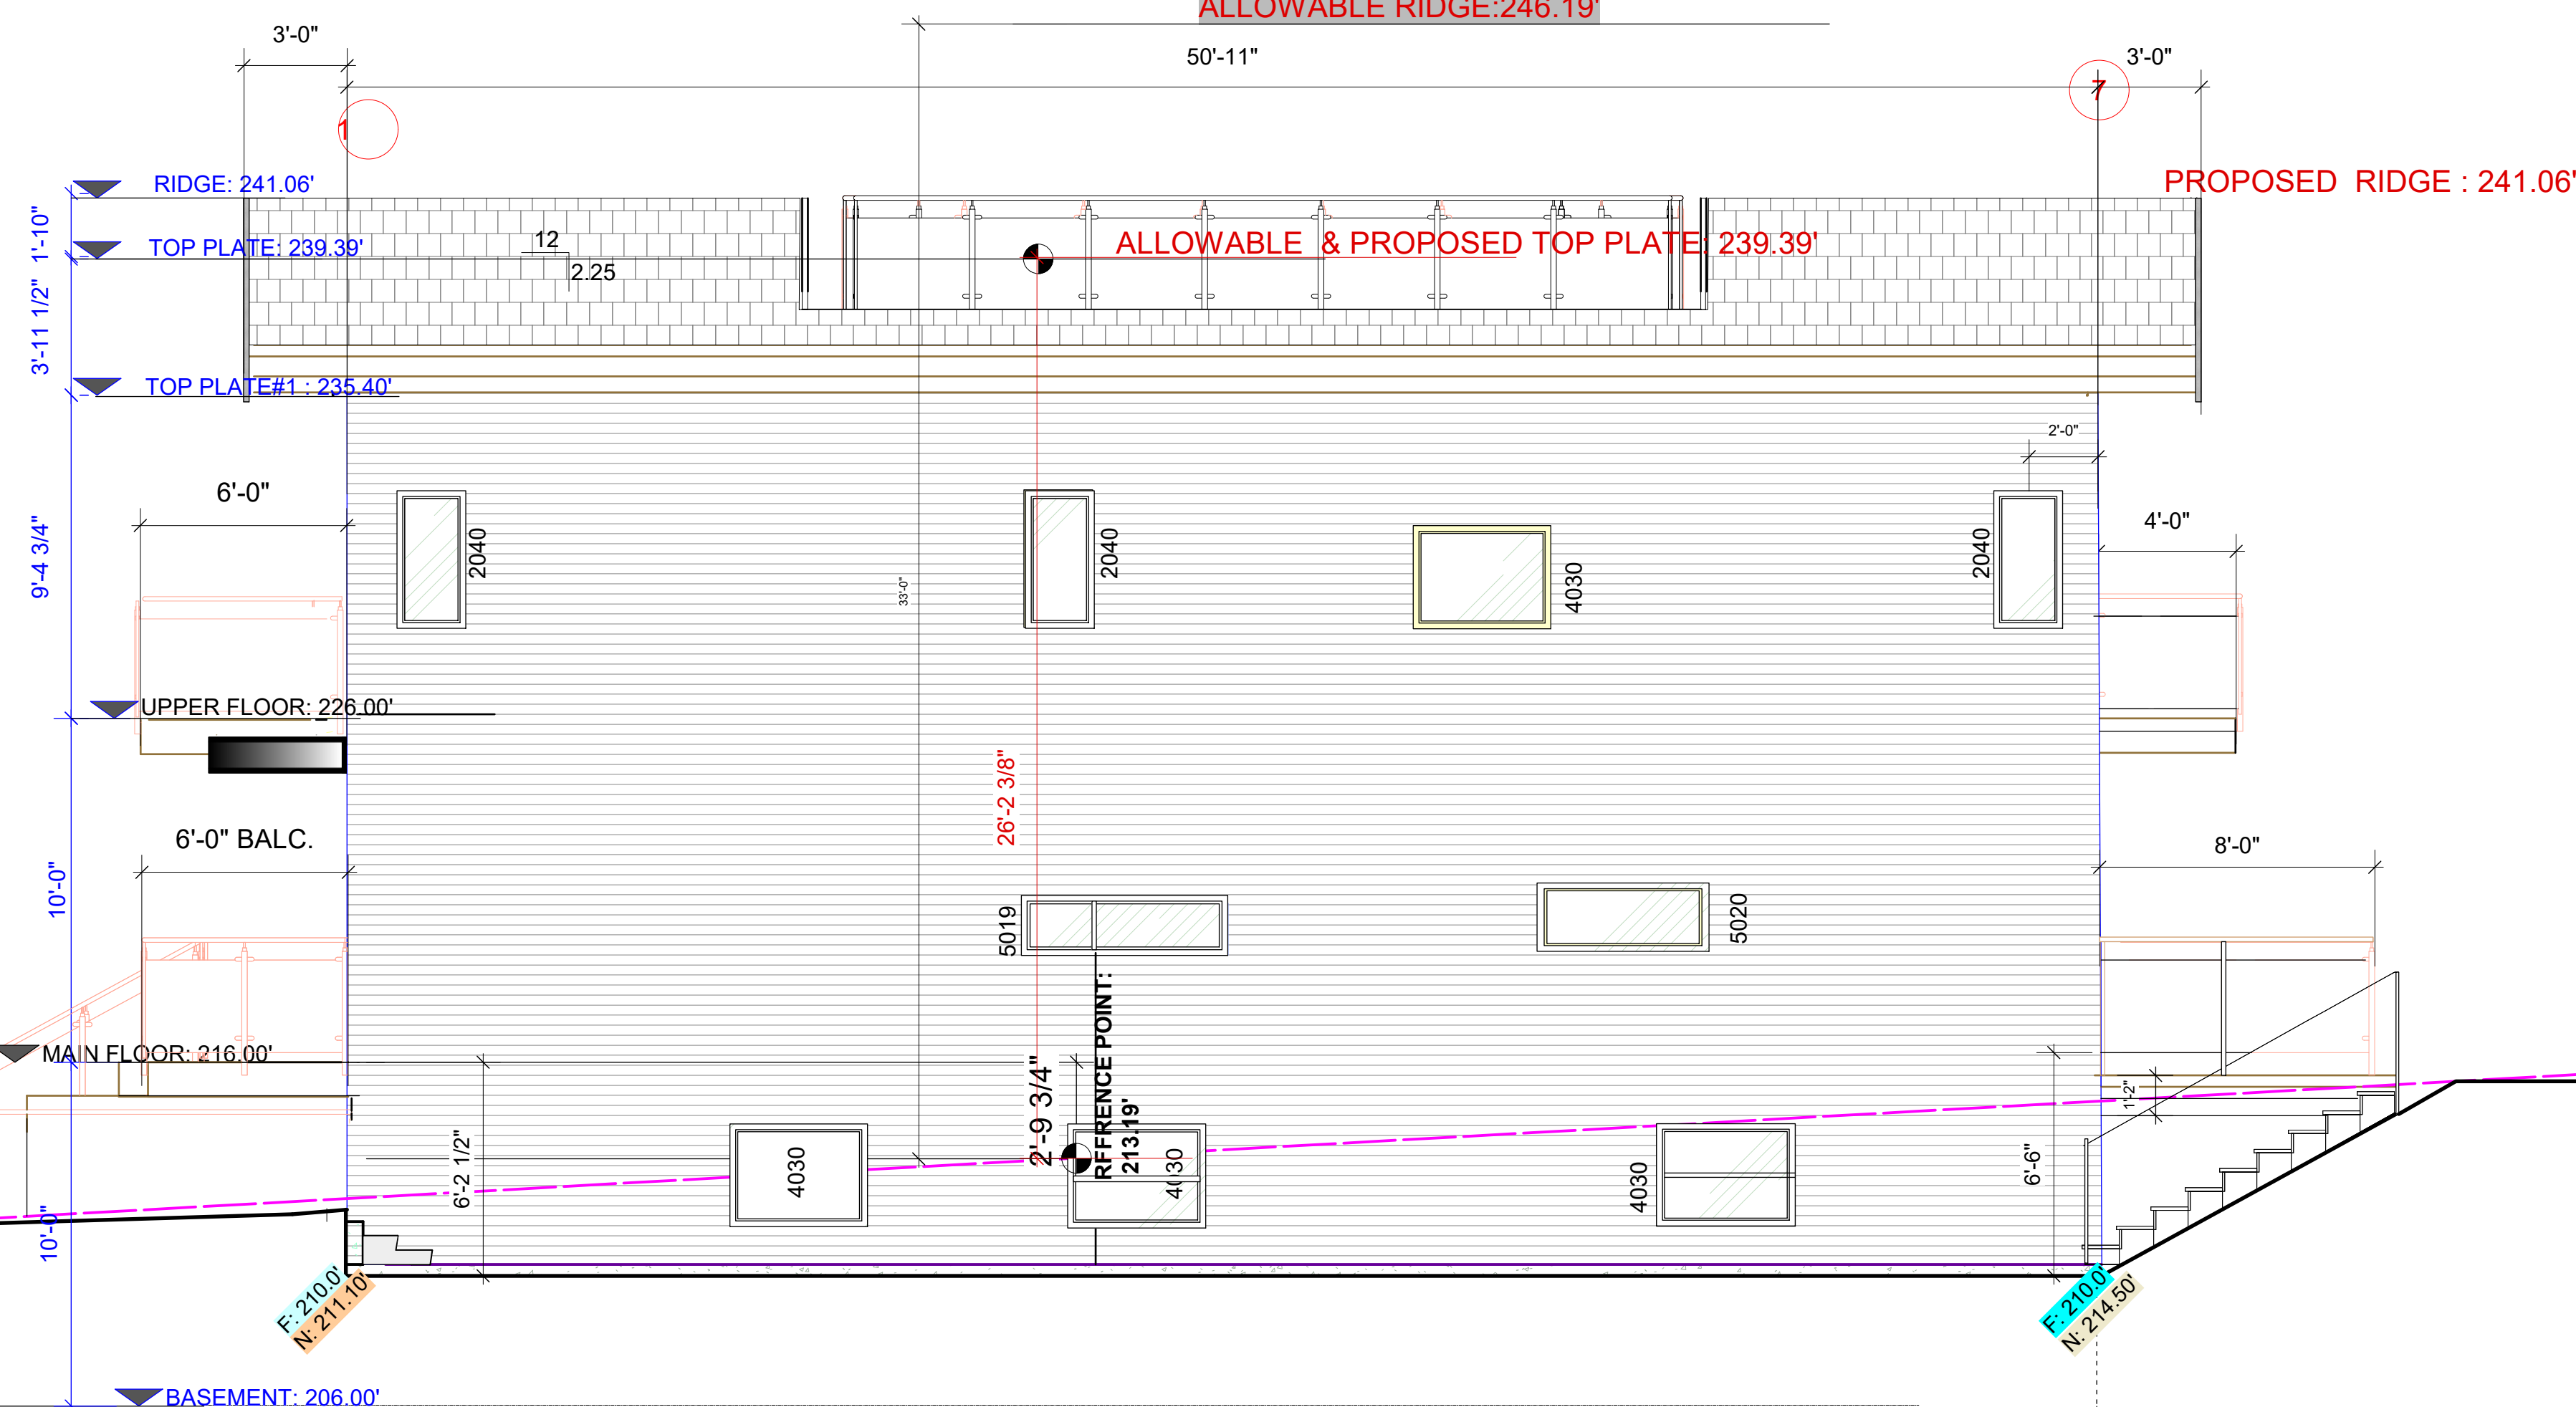 ALLOWABLE RIDGE:246.19'
3'-0"
50'-11"
3'-0"
1
7
RIDGE: 241.06'
PROPOSED RIDGE : 241.06'
1'-10"
TOP PLATE: 239.39'
12
2.25
ALLOWABLE & PROPOSED TOP PLATE: 239.39'
3'-11 1/2"
TOP PLATE#1 : 235.40'
2'-0"
6'-0"
4'-0"
9'-4 3/4"
2040
2040
4030
2040
33'-0"
UPPER FLOOR: 226.00'
26'-2 3/8"
6'-0" BALC.
8'-0"
10'-0"
5019
5020
MAIN FLOOR: 216.00'
2'-9 3/4"
RFFRENCE POINT:
213.19'
1'-2"
6'-2 1/2"
4030
4030
4030
6'-6"
10'-0"
F: 210.0'
N: 211.10'
F: 210.0'
N: 214.50'
BASEMENT: 206.00'